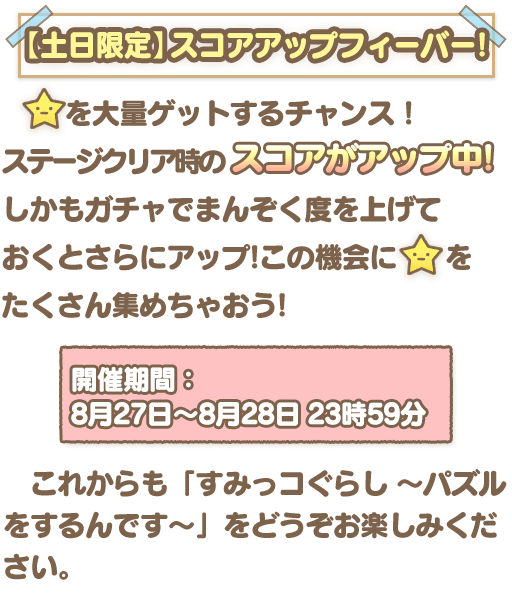 【土日限定】スコアアップフィーバー!
を大量ゲットするチャンス！
ステージクリア時の スコアがアップ中!
しかもガチャでまんぞく度を上げて
おくとさらにアップ!この機会に を
たくさん集めちゃおう!
開催期間：
8月27日〜8月28日 23時59分
これからも「すみっコぐらし 〜パズル
をするんです〜」をどうぞお楽しみくだ
さい。